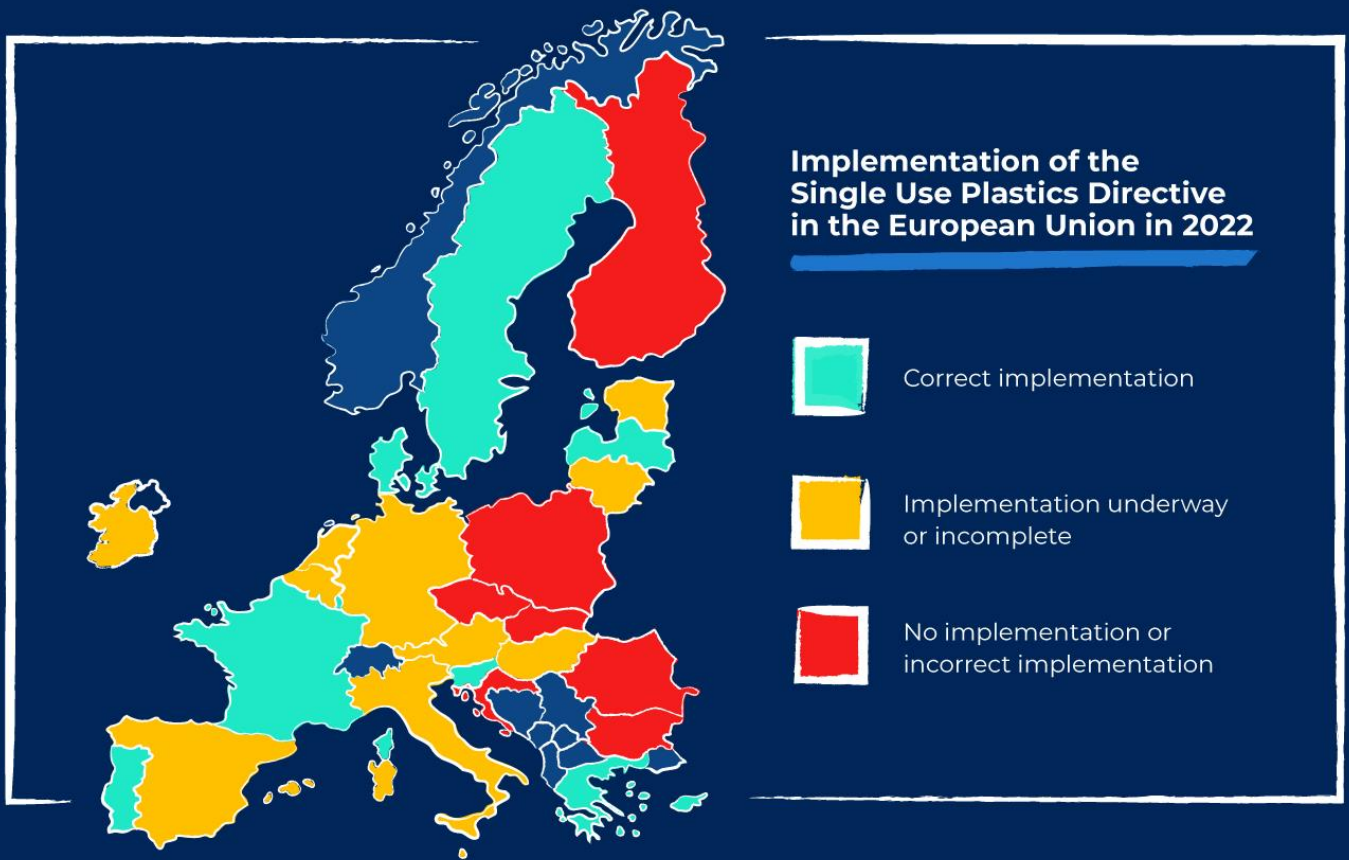 Implementation of the
Single Use Plastics Directive
in the European Union in 2022
Correct implementation
Implementation underway
or incomplete
No implementation or
incorrect implementation